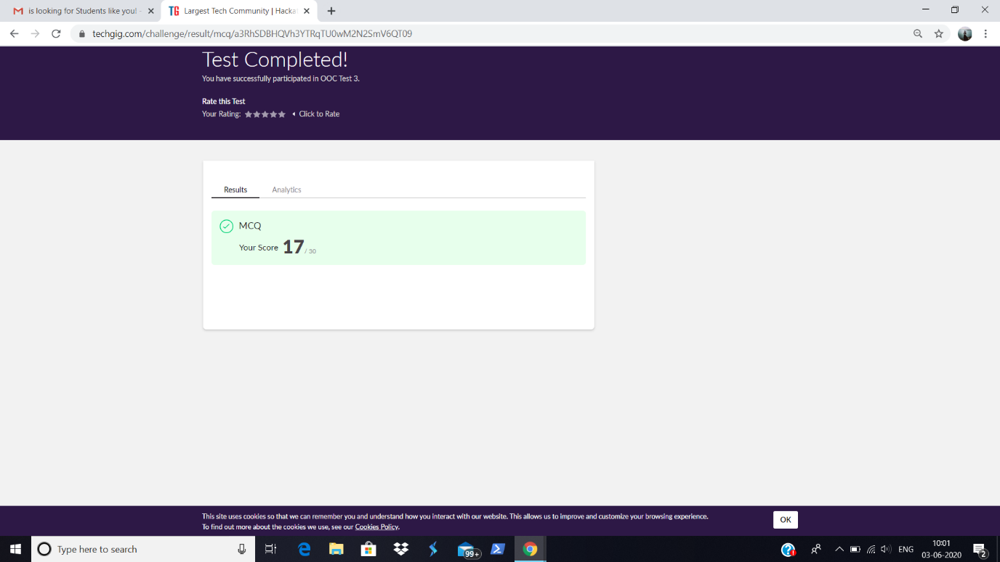 is looking for Students like you! -
TG Largest Tech Community | Hacka
techgig.com/challenge/result/mcq/a3RhSDBHQVh3YTRqTU0wM2N2SmV6QT09
Test Completed!
You have successfully participated in OOC Test 3.
Rate this Test
Your Rating: Click to Rate
Results Analytics
MCQ
Your Score 17 / 30
This site uses cookies so that we can remember you and understand how you interact with our website. This allows us to improve and customize your browsing experience.
To find out more about the cookies we use, see our Cookies Policy.
OK
Type here to search
99+
ENG
10:01
03-06-2020
2